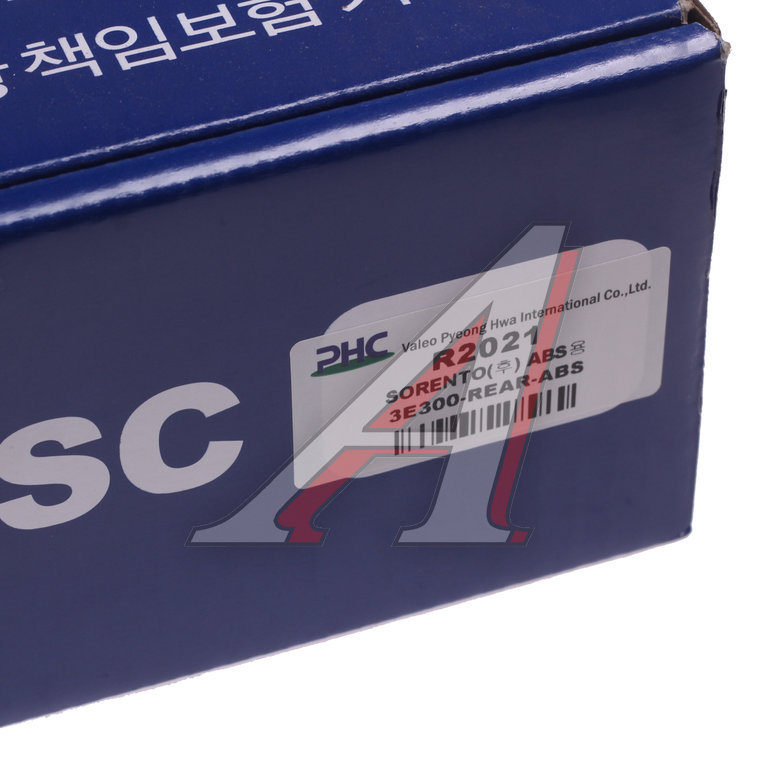 책임보험
SC
PHC Valeo Pyeong Hwa International Co.,Ltd.
R2021
SORENTO(후) ABS용
3E300-REAR-ABS